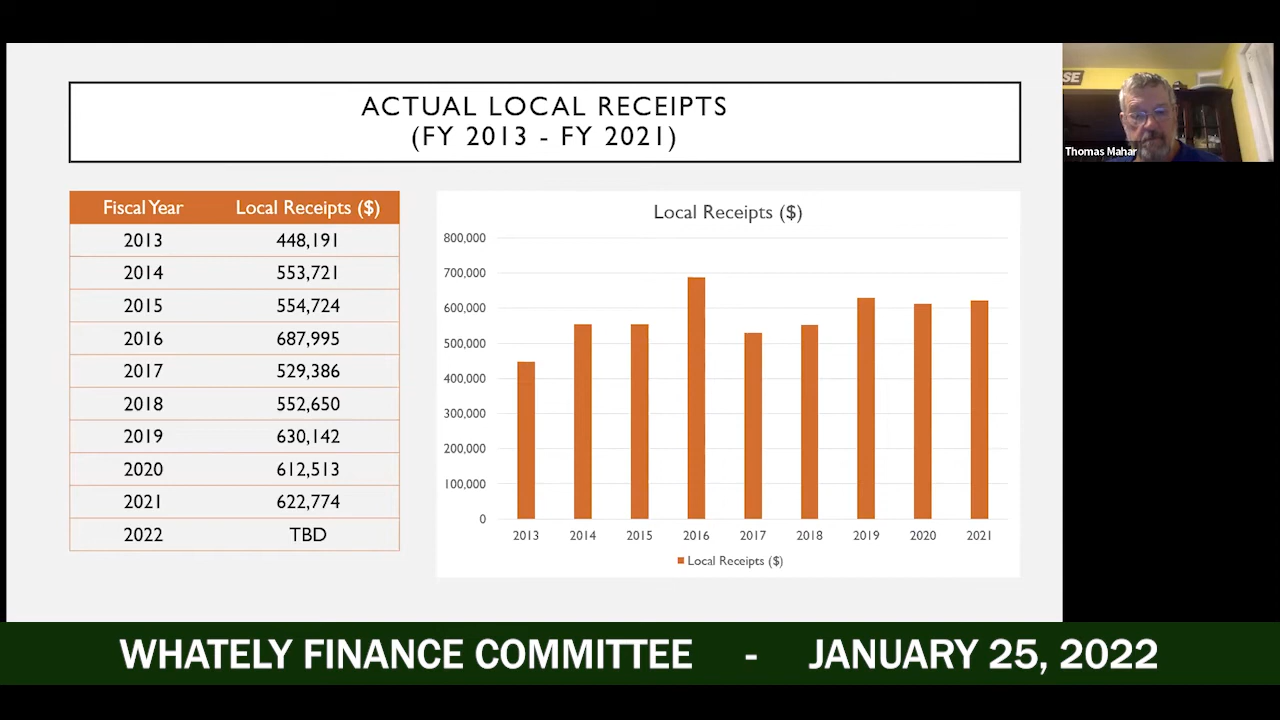 ACTUAL LOCAL RECEIPTS
(FY 2013 - FY 2021)
SE
Thomas Mahar
Fiscal Year Local Receipts ($)
2013 448,191
2014 553,721
2015 554,724
2016 687,995
2017 529,386
2018 552,650
2019 630,142
2020 612,513
2021 622,774
2022 TBD
Local Receipts ($)
800,000
700,000
600,000
500,000
400,000
300,000
200,000
100,000
0
2013 2014 2015 2016 2017 2018 2019 2020 2021
Local Receipts ($)
WHATELY FINANCE COMMITTEE - JANUARY 25, 2022